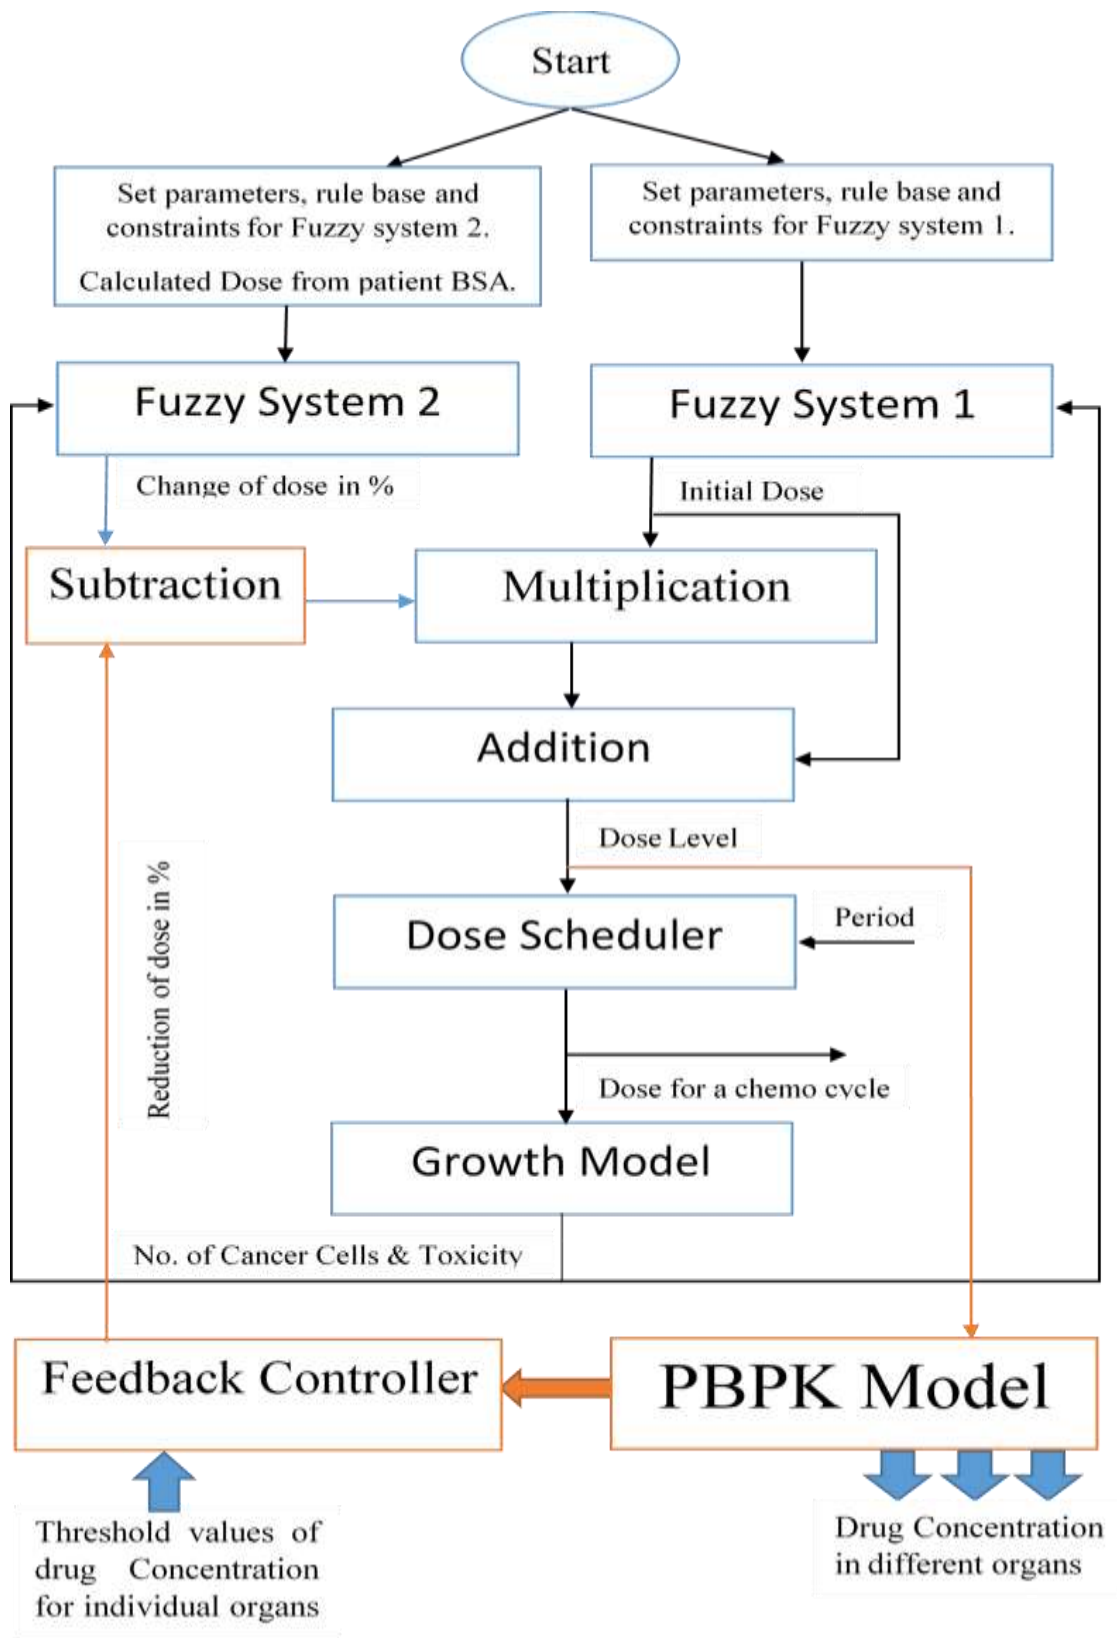 Start
Set parameters, rule base and
constraints for Fuzzy system 2.
Calculated Dose from patient BSA.
Set parameters, rule base and
constraints for Fuzzy system 1.
Fuzzy System 2
Fuzzy System 1
Change of dose in %
Initial Dose
Subtraction
Multiplication
Addition
Dose Level
Reduction of dose in %
Dose Scheduler
Period
Dose for a chemo cycle
Growth Model
No. of Cancer Cells & Toxicity
Feedback Controller
PBPK Model
Threshold values of
drug Concentration
for individual organs
Drug Concentration
in different organs